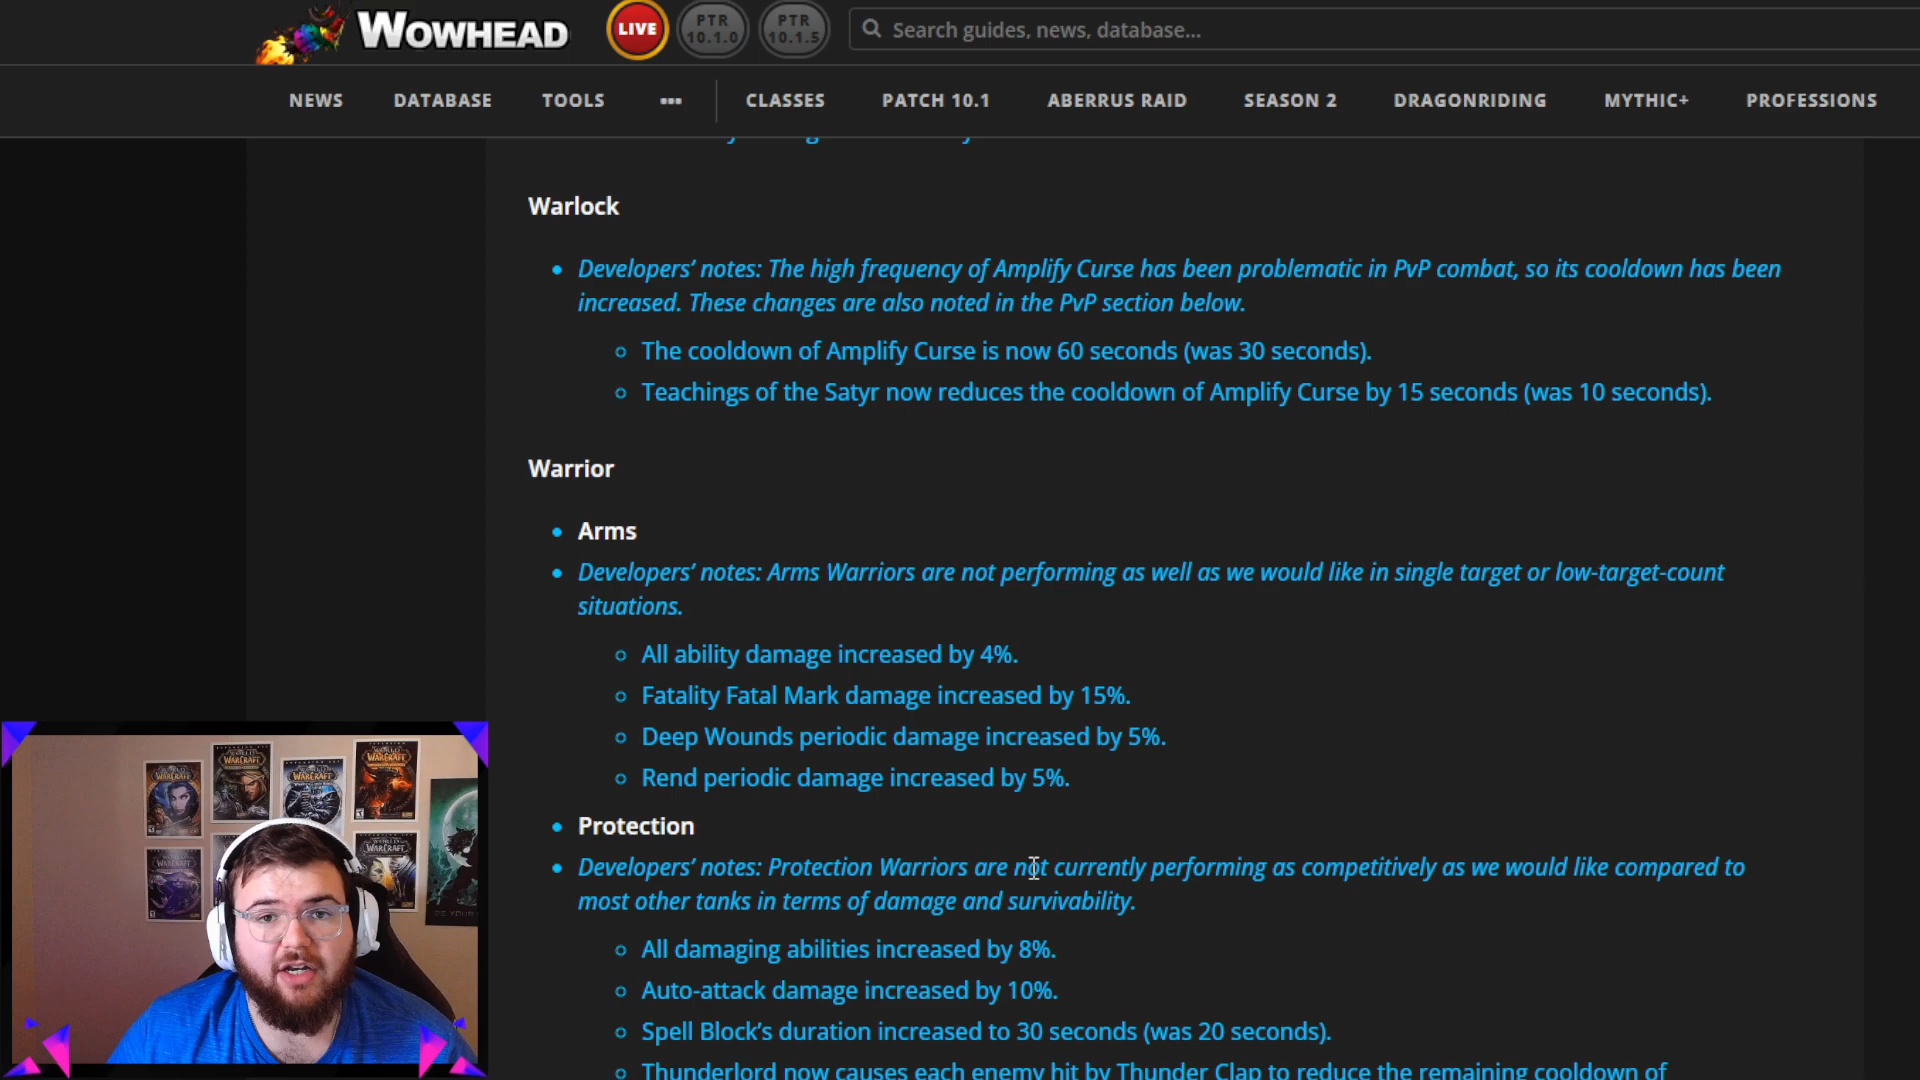 WOWHEAD LIVE PTR 10.1.0 PTR 10.1.5 Search guides, news, database...
NEWS DATABASE TOOLS ••• CLASSES PATCH 10.1 ABERRUS RAID SEASON 2 DRAGONRIDING MYTHIC+ PROFESSIONS
Warlock
Developers’ notes: The high frequency of Amplify Curse has been problematic in PvP combat, so its cooldown has been
increased. These changes are also noted in the PvP section below.
The cooldown of Amplify Curse is now 60 seconds (was 30 seconds).
Teachings of the Satyr now reduces the cooldown of Amplify Curse by 15 seconds (was 10 seconds).
Warrior
Arms
Developers’ notes: Arms Warriors are not performing as well as we would like in single target or low-target-count
situations.
All ability damage increased by 4%.
Fatality Fatal Mark damage increased by 15%.
Deep Wounds periodic damage increased by 5%.
Rend periodic damage increased by 5%.
Protection
Developers’ notes: Protection Warriors are not currently performing as competitively as we would like compared to
most other tanks in terms of damage and survivability.
All damaging abilities increased by 8%.
Auto-attack damage increased by 10%.
Spell Block’s duration increased to 30 seconds (was 20 seconds).
Thunderlord now causes each enemy hit by Thunder Clap to reduce the remaining cooldown of
WARCRAFT
WARCRAFT
WARCRAFT
WARCRAFT
WARCRAFT
WARCRAFT